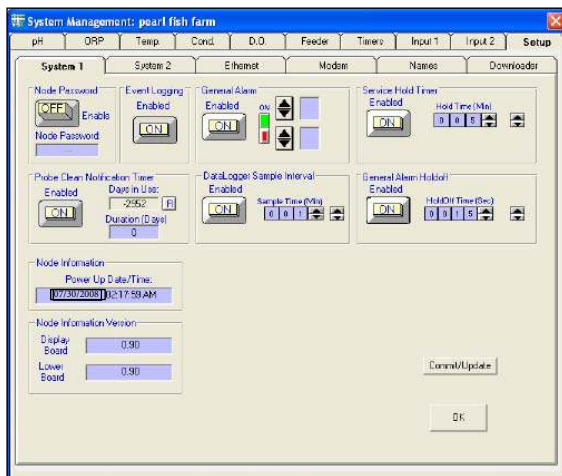 System Management: pearl fish farm
pH ORP Temp. Cond. D.O. Feeder Timers Input 1 Input 2 Setup
System 1 System 2 Ethernet Modem Names Downloader
Node Password Event Logging General Alarm Service Hold Timer
OFF Enable Enabled ON Enabled ON ON Enabled ON Hold Time (Min) 0 0 5
Node Password
Probe Clean Notification Timer DataLogger Sample Interval General Alarm Holdoff
Enabled ON Days in Use: -2952 R Enabled ON Sample Time (Min) 0 0 1 Enabled ON HoldOff Time (Sec) 0 0 1 5
Duration (Days)
0
Node Information
Power Up Date/Time:
07/30/2008 02:17:59 AM
Node Information Version
Display Board 0.90
Lower Board 0.90
Commit/Update
OK